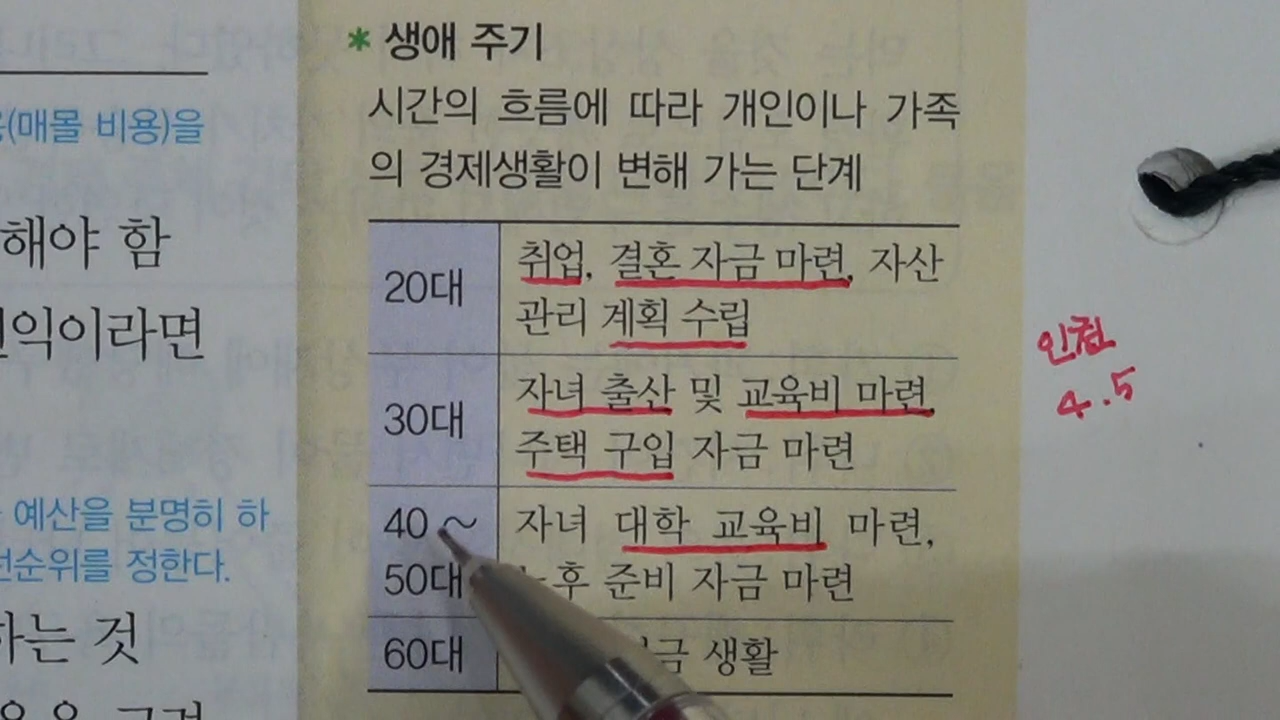 * 생애 주기
시간의 흐름에 따라 개인이나 가족
의 경제생활이 변해 가는 단계
20대
취업, 결혼 자금 마련, 자산
관리 계획 수립
30대
자녀 출산 및 교육비 마련,
주택 구입 자금 마련
40~
50대
자녀 대학 교육비 마련,
후 준비 자금 마련
60대
금 생활
(매몰 비용)을
해야 함
익이라면
예산을 분명히 하
선순위를 정한다.
하는 것
4.5